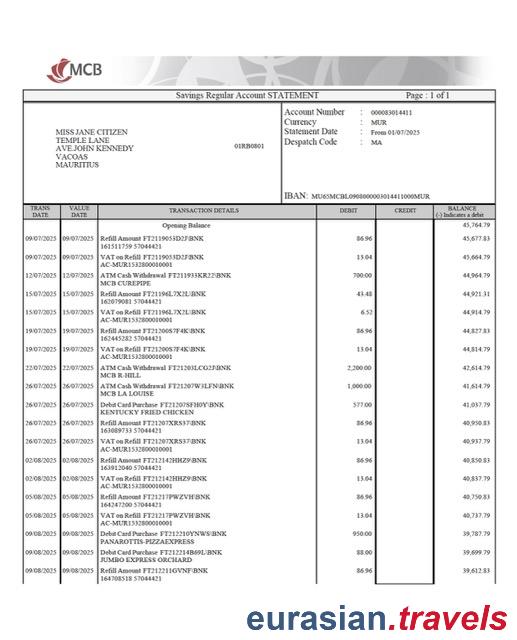 MCB
Savings Regular Account STATEMENT Page : 1 of 1
Account Number : 000083014411
Currency : MUR
Statement Date : From 01/07/2025
Despatch Code : MA
MISS JANE CITIZEN
TEMPLE LANE
AVE JOHN KENNEDY
VACOAS
MAURITIUS
01RB0801
IBAN: MU65MCBL0908000003014411000MUR
TRANS DATE VALUE DATE TRANSACTION DETAILS DEBIT CREDIT BALANCE (-) Indicates a debit
Opening Balance 45,764.79
09/07/2025 09/07/2025 Refill Amount FT2119053D2J\BNK 86.96 45,677.83
161511759 57044421
09/07/2025 09/07/2025 VAT on Refill FT2119053D2J\BNK 13.04 45,664.79
AC-MUR1532800010001
12/07/2025 12/07/2025 ATM Cash Withdrawal FT211933KR22\BNK 700.00 44,964.79
MCB CUREPIPE
15/07/2025 15/07/2025 Refill Amount FT21196L7X2L\BNK 43.48 44,921.31
162079081 57044421
15/07/2025 15/07/2025 VAT on Refill FT21196L7X2L\BNK 6.52 44,914.79
AC-MUR1532800010001
19/07/2025 19/07/2025 Refill Amount FT21200S7F4K\BNK 86.96 44,827.83
162445282 57044421
19/07/2025 19/07/2025 VAT on Refill FT21200S7F4K\BNK 13.04 44,814.79
AC-MUR1532800010001
22/07/2025 22/07/2025 ATM Cash Withdrawal FT21203LCG2J\BNK 2,200.00 42,614.79
MCB R-HILL
26/07/2025 26/07/2025 ATM Cash Withdrawal FT21207W3LFN\BNK 1,000.00 41,614.79
MCB LA LOUISE
26/07/2025 26/07/2025 Debit Card Purchase FT21207SFH0Y\BNK 577.00 41,037.79
KENTUCKY FRIED CHICKEN
26/07/2025 26/07/2025 Refill Amount FT21207XRS37\BNK 86.96 40,950.83
163089733 57044421
26/07/2025 26/07/2025 VAT on Refill FT21207XRS37\BNK 13.04 40,937.79
AC-MUR1532800010001
02/08/2025 02/08/2025 Refill Amount FT212142HHZ9\BNK 86.96 40,850.83
163912040 57044421
02/08/2025 02/08/2025 VAT on Refill FT212142HHZ9\BNK 13.04 40,837.79
AC-MUR1532800010001
05/08/2025 05/08/2025 Refill Amount FT21217PWZVH\BNK 86.96 40,750.83
164247200 57044421
05/08/2025 05/08/2025 VAT on Refill FT21217PWZVH\BNK 13.04 40,737.79
AC-MUR1532800010001
09/08/2025 09/08/2025 Debit Card Purchase FT212210YNWS\BNK 950.00 39,787.79
PANAROTTIS-PIZZAEXPRESS
09/08/2025 09/08/2025 Debit Card Purchase FT212214B69L\BNK 88.00 39,699.79
JUMBO EXPRESS ORCHARD
09/08/2025 09/08/2025 Refill Amount FT212211GVNF\BNK 86.96 39,612.83
164708518 57044421
eurasian.travels